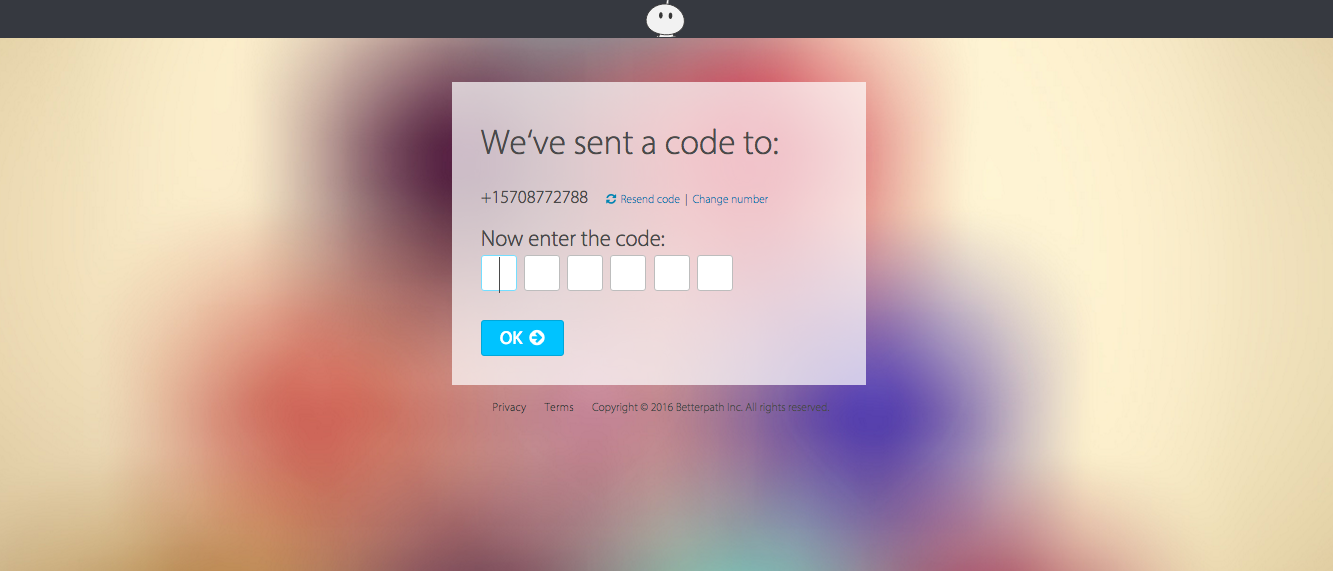 We‘ve sent a code to:
+15708772788 Resend code | Change number
Now enter the code:
OK
Privacy Terms Copyright © 2016 Betterpath Inc. All rights reserved.